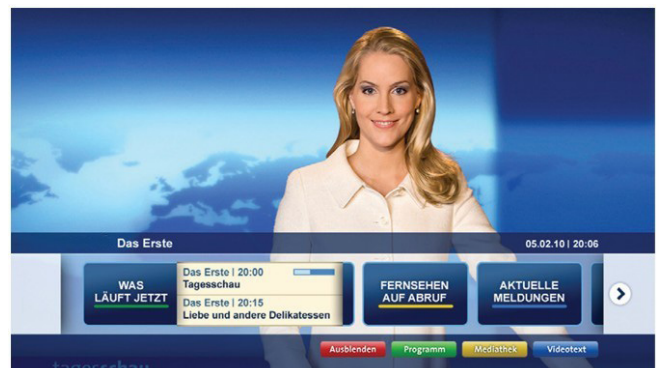 Das Erste
05.02.10 | 20:06
WAS
LÄUFT JETZT
Das Erste | 20:00
Tagesschau
Das Erste | 20:15
Liebe und andere Delikatessen
FERNSEHEN
AUF ABRUF
AKTUELLE
MELDUNGEN
Ausblenden
Programm
Mediathek
Videotext
tagesschau